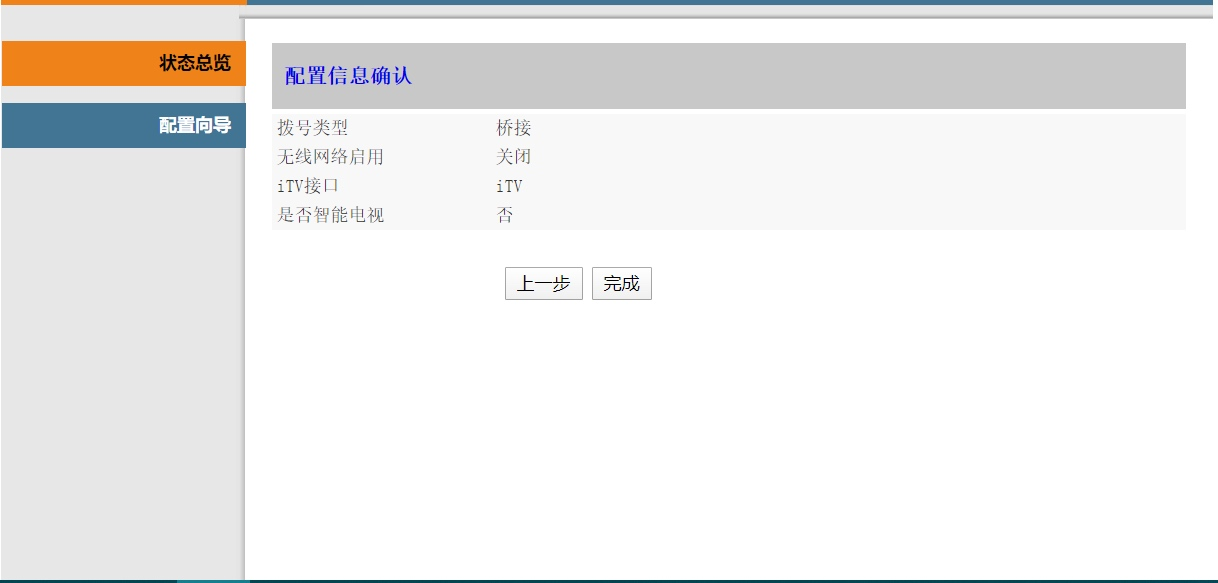 状态总览
配置向导
配置信息确认
拨号类型 桥接
无线网络启用 关闭
iTV接口 iTV
是否智能电视 否
上一步 完成